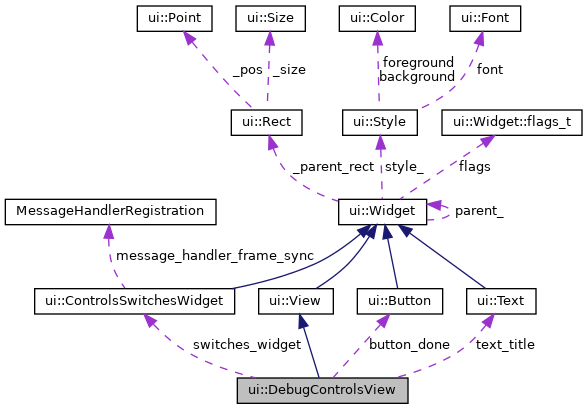 ui::Point
ui::Size
ui::Color
ui::Font
_pos
_size
foreground
background
font
ui::Rect
ui::Style
ui::Widget::flags_t
_parent_rect
style_
flags
MessageHandlerRegistration
ui::Widget
parent_
message_handler_frame_sync
ui::ControlsSwitchesWidget
ui::View
ui::Button
ui::Text
switches_widget
button_done
text_title
ui::DebugControlsView